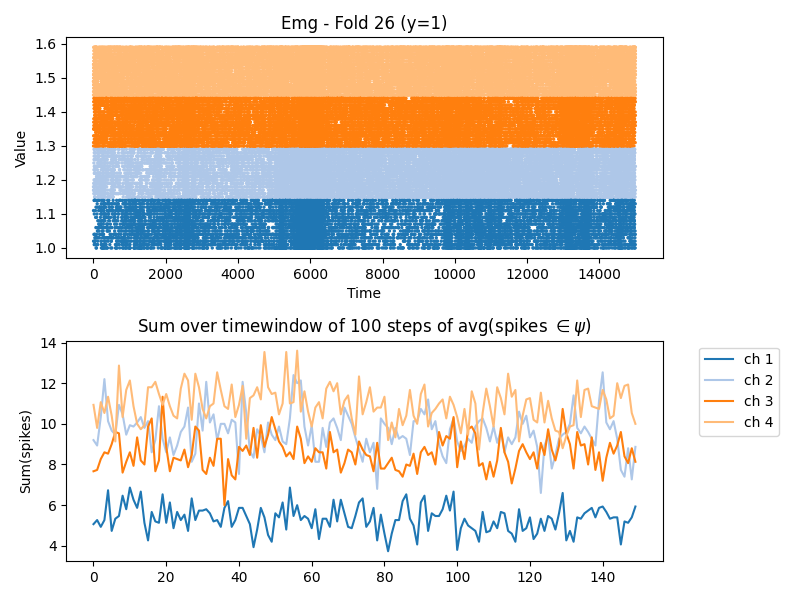 Emg - Fold 26 (y=1)
1.6
1.5
1.4
1.3
1.2
1.1
1.0
Value
0 2000 4000 6000 8000 10000 12000 14000
Time
Sum over timewindow of 100 steps of avg(spikes ∈ψ)
14
12
10
8
6
4
Sum(spikes)
0 20 40 60 80 100 120 140
ch 1
ch 2
ch 3
ch 4